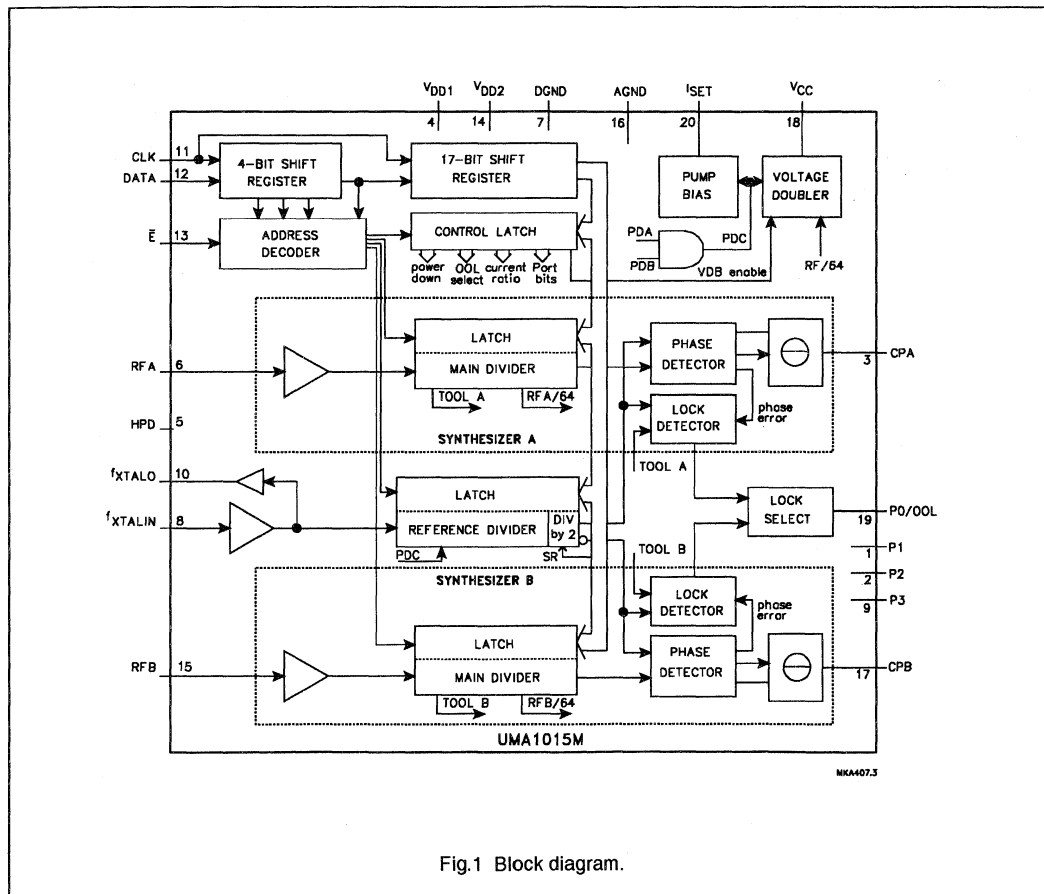 VDD1 VDD2 DGND AGND ISET VCC
4 14 7 16 20 18
CLK 11
DATA 12
4-BIT SHIFT
REGISTER
17-BIT SHIFT
REGISTER
PUMP
BIAS
VOLTAGE
DOUBLER
E̅ 13
ADDRESS
DECODER
CONTROL LATCH
power
down
OOL
select
current
ratio
Port
bits
PDA
PDB
PDC
VDB enable
RF/64
RFA 6
LATCH
MAIN DIVIDER
TOOL A
RFA/64
PHASE
DETECTOR
3 CPA
LOCK
DETECTOR
phase
error
SYNTHESIZER A
TOOL A
HPD 5
fXTALO 10
fXTALIN 8
LATCH
REFERENCE DIVIDER
DIV
by 2
PDC
SR
LOCK
SELECT
19 P0/OOL
TOOL B
1 P1
2 P2
9 P3
SYNTHESIZER B
LOCK
DETECTOR
phase
error
RFB 15
LATCH
MAIN DIVIDER
TOOL B
RFB/64
PHASE
DETECTOR
17 CPB
UMA1015M
MKA407.3
Fig.1 Block diagram.